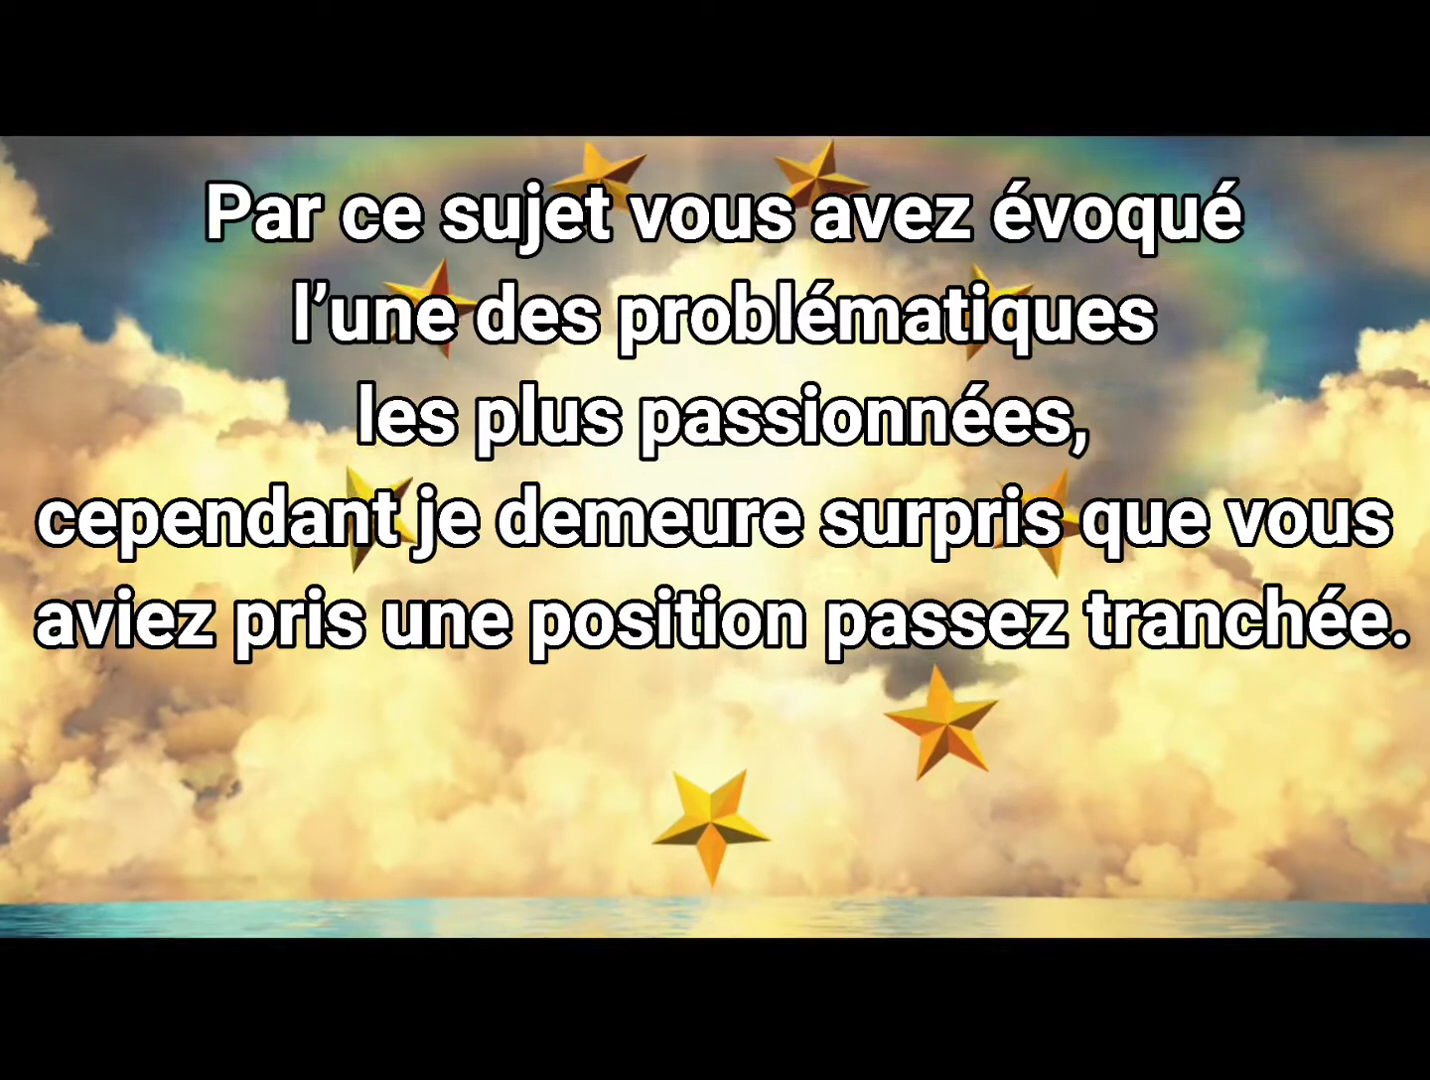 Par ce sujet vous avez évoqué
l’une des problématiques
les plus passionnées,
cependant je demeure surpris que vous
aviez pris une position passez tranchée.